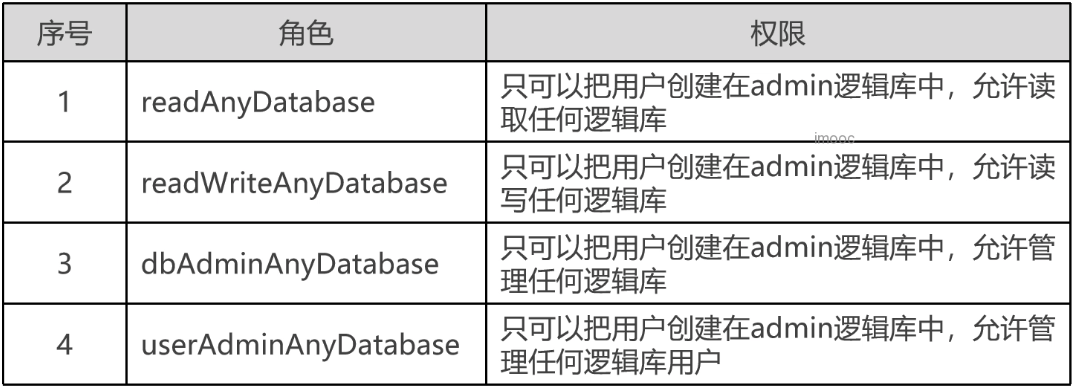 序号 角色 权限
1 readAnyDatabase 只可以把用户创建在admin逻辑库中，允许读
取任何逻辑库
imooc
2 readWriteAnyDatabase 只可以把用户创建在admin逻辑库中，允许读
写任何逻辑库
3 dbAdminAnyDatabase 只可以把用户创建在admin逻辑库中，允许管
理任何逻辑库
4 userAdminAnyDatabase 只可以把用户创建在admin逻辑库中，允许管
理任何逻辑库用户